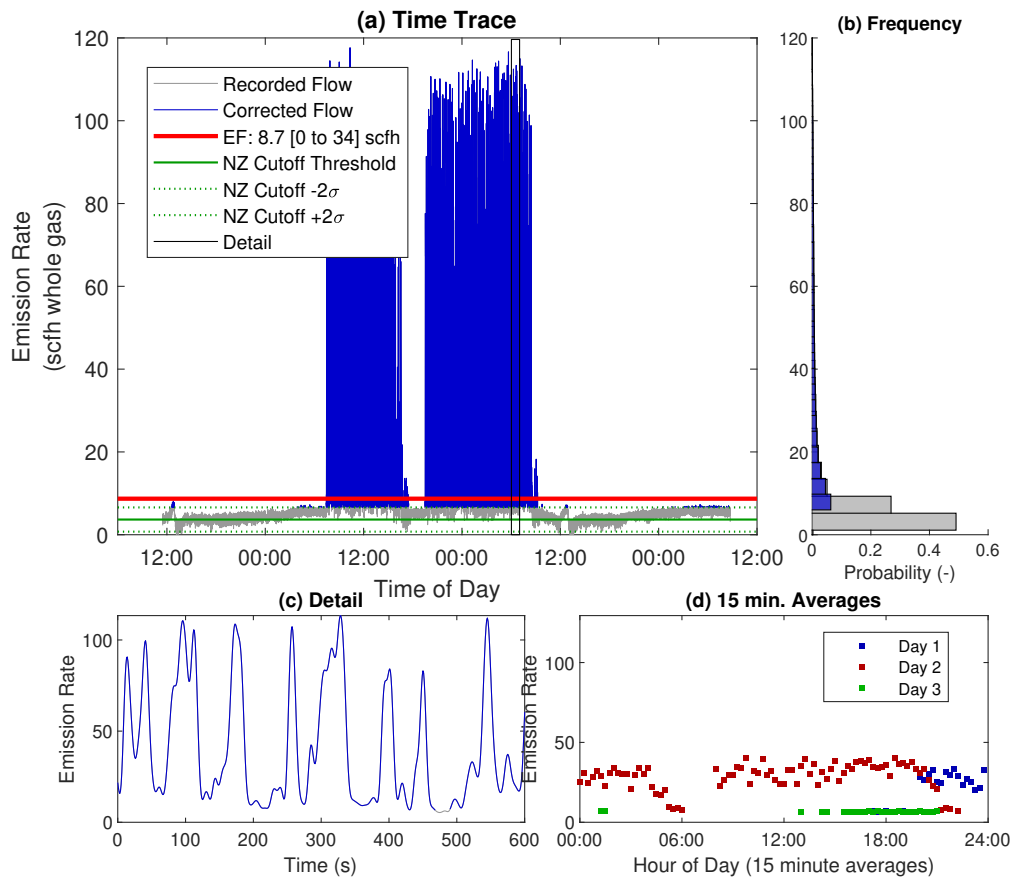 (a) Time Trace
Emission Rate
(scfh whole gas)
120
100
80
60
40
20
0
Recorded Flow
Corrected Flow
EF: 8.7 [0 to 34] scfh
NZ Cutoff Threshold
NZ Cutoff -2σ
NZ Cutoff +2σ
Detail
12:00 00:00 12:00 00:00 12:00 00:00 12:00
Time of Day
(b) Frequency
120
100
80
60
40
20
0
0 0.2 0.4 0.6
Probability (-)
(c) Detail
Emission Rate
100
50
0
0 100 200 300 400 500 600
Time (s)
(d) 15 min. Averages
Emission Rate
100
50
0
Day 1
Day 2
Day 3
00:00 06:00 12:00 18:00 24:00
Hour of Day (15 minute averages)